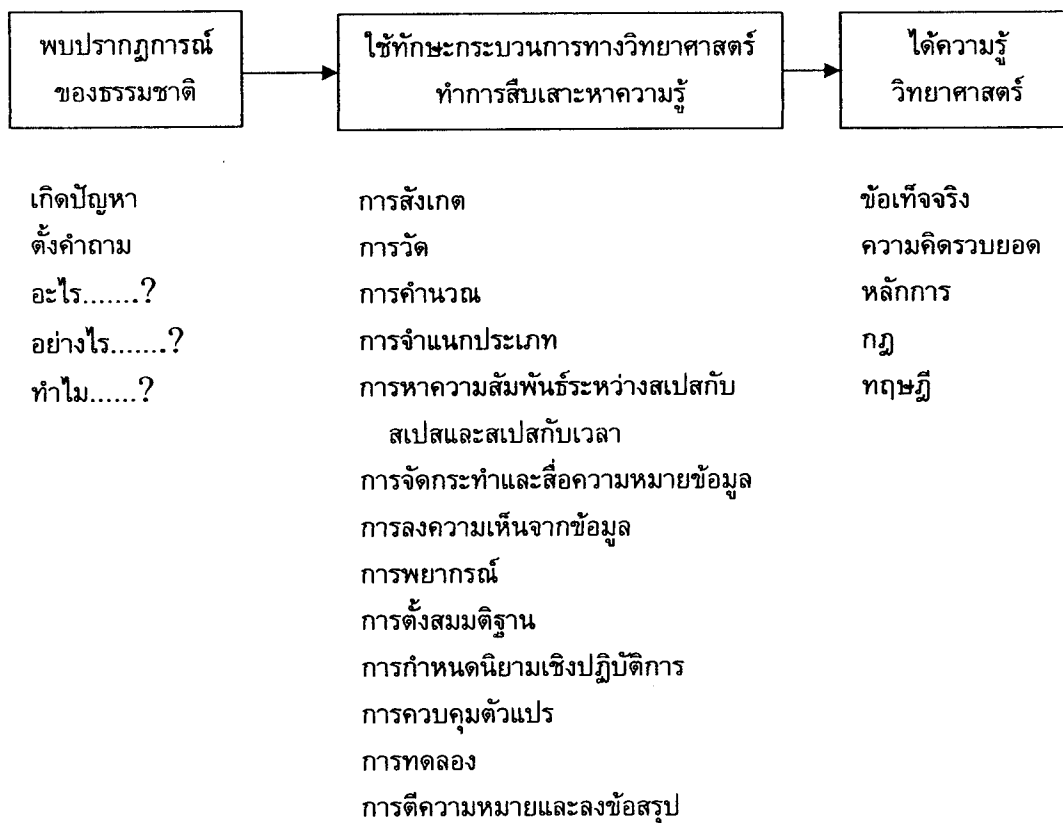 พบปรากฏการณ์
ของธรรมชาติ
ใช้ทักษะกระบวนการทางวิทยาศาสตร์
ทำการสืบเสาะหาความรู้
ได้ความรู้
วิทยาศาสตร์
เกิดปัญหา
ตั้งคำถาม
อะไร.......?
อย่างไร.......?
ทำไม......?
การสังเกต
การวัด
การคำนวณ
การจำแนกประเภท
การหาความสัมพันธ์ระหว่างสเปสกับ
สเปสและสเปสกับเวลา
การจัดกระทำและสื่อความหมายข้อมูล
การลงความเห็นจากข้อมูล
การพยากรณ์
การตั้งสมมติฐาน
การกำหนดนิยามเชิงปฏิบัติการ
การควบคุมตัวแปร
การทดลอง
การตีความหมายและลงข้อสรุป
ข้อเท็จจริง
ความคิดรวบยอด
หลักการ
กฎ
ทฤษฎี